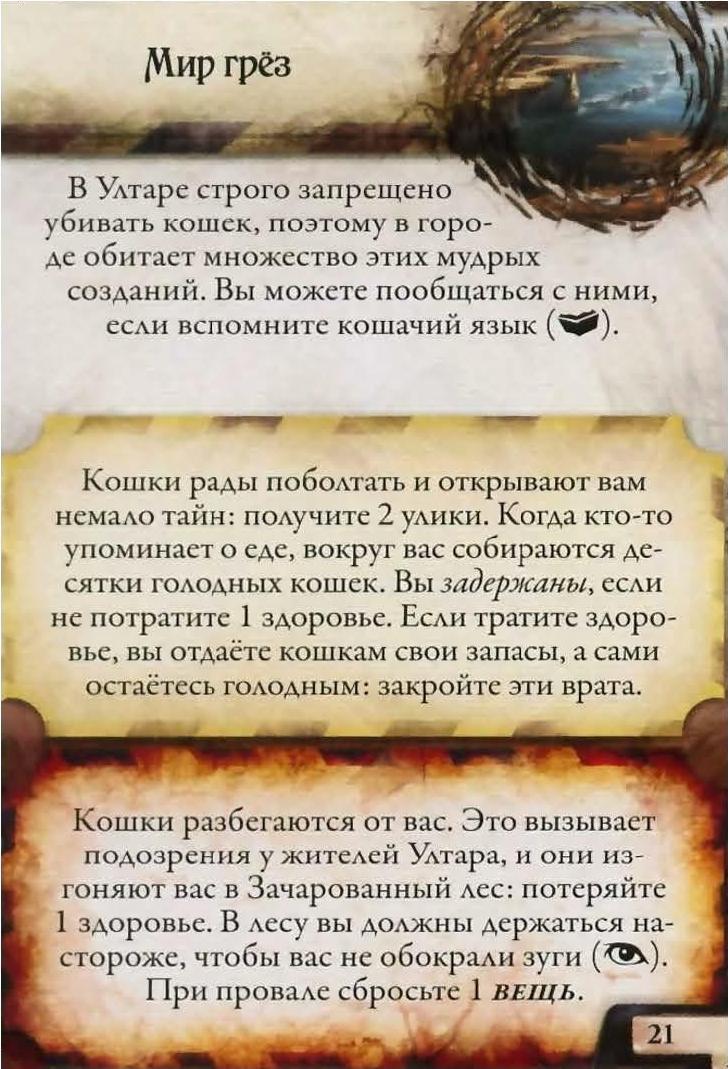 Мир грёз
ВУлтаре строго запрещено
убивать кошек, поэтому в горо-
де обитает множество этих мудрых
созданий. Вы можете пообщаться с ними,
если вспомните кошачий язык ().
Кошки рады поболтать и открывают вам
немало тайн: получите 2 улики. Когда кто-то
упоминает о еде, вокруг вас собираются де-
сятки голодных кошек. Вы задержаны, если
не потратите 1 здоровье. Если тратите здоро-
вье, вы отдаёте кошкам свои запасы, а сами
остаётесь голодным: закройте эти врата.
Кошки разбегаются от вас. Это вызывает
подозрения у жителей Ултара, и они из-
гоняют вас в Зачарованный лес: потеряйте
1 здоровье. В лесу вы должны держаться на-
стороже, чтобы вас не обокрали зуги ().
При провале сбросьте 1 ВЕЩЬ.
21